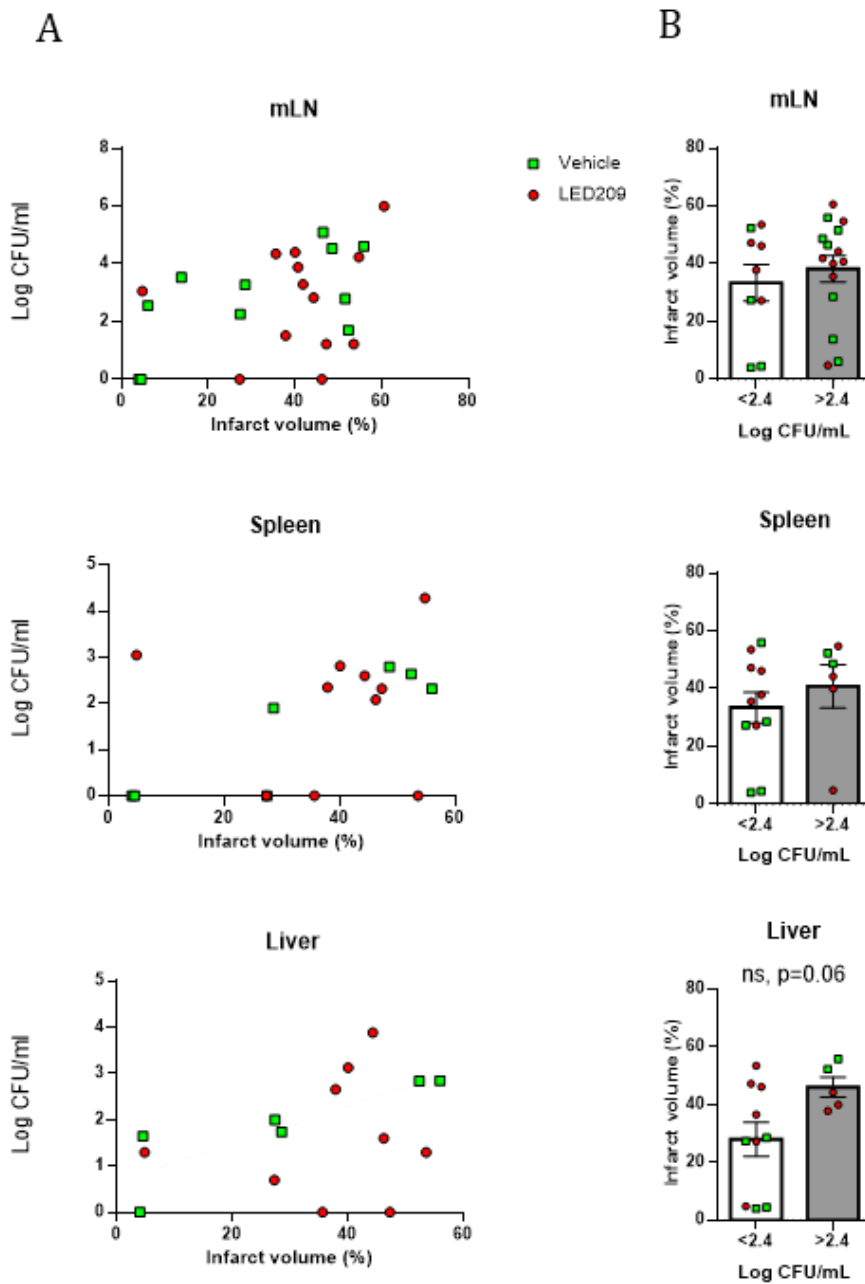 A
B
mLN
Log CFU/ml
8
6
4
2
0
0 20 40 60 80
Infarct volume (%)
Vehicle
LED209
mLN
Infarct volume (%)
80
60
40
20
0
<2.4 >2.4
Log CFU/mL
Spleen
Log CFU/ml
5
4
3
2
1
0
0 20 40 60
Infarct volume (%)
Spleen
Infarct volume (%)
80
60
40
20
0
<2.4 >2.4
Log CFU/mL
Liver
Log CFU/ml
5
4
3
2
1
0
0 20 40 60
Infarct volume (%)
Liver
ns, p=0.06
Infarct volume (%)
80
60
40
20
0
<2.4 >2.4
Log CFU/mL